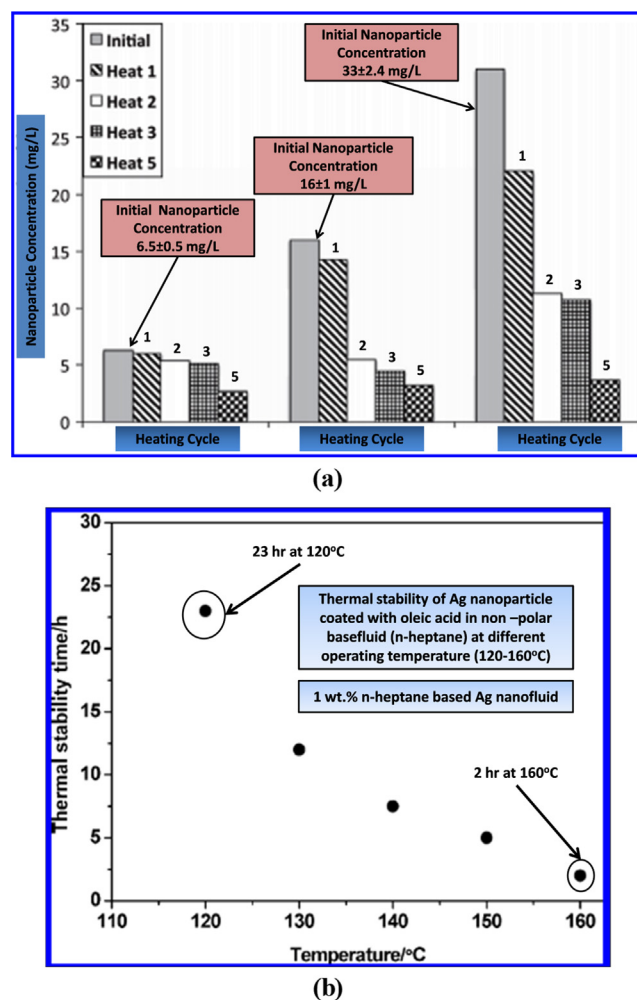 35
30
25
20
15
10
5
0
Nanoparticle Concentration (mg/L)
Initial
Heat 1
Heat 2
Heat 3
Heat 5
Initial Nanoparticle
Concentration
6.5±0.5 mg/L
Initial Nanoparticle
Concentration
16±1 mg/L
Initial Nanoparticle
Concentration
33±2.4 mg/L
1
2
3
5
1
2
3
5
1
2
3
5
Heating Cycle
Heating Cycle
Heating Cycle
(a)
30
25
20
15
10
5
0
Thermal stability time/h
23 hr at 120°C
Thermal stability of Ag nanoparticle
coated with oleic acid in non –polar
basefluid (n-heptane) at different
operating temperature (120-160°C)
1 wt.% n-heptane based Ag nanofluid
2 hr at 160°C
110
120
130
140
150
160
Temperature/°C
(b)